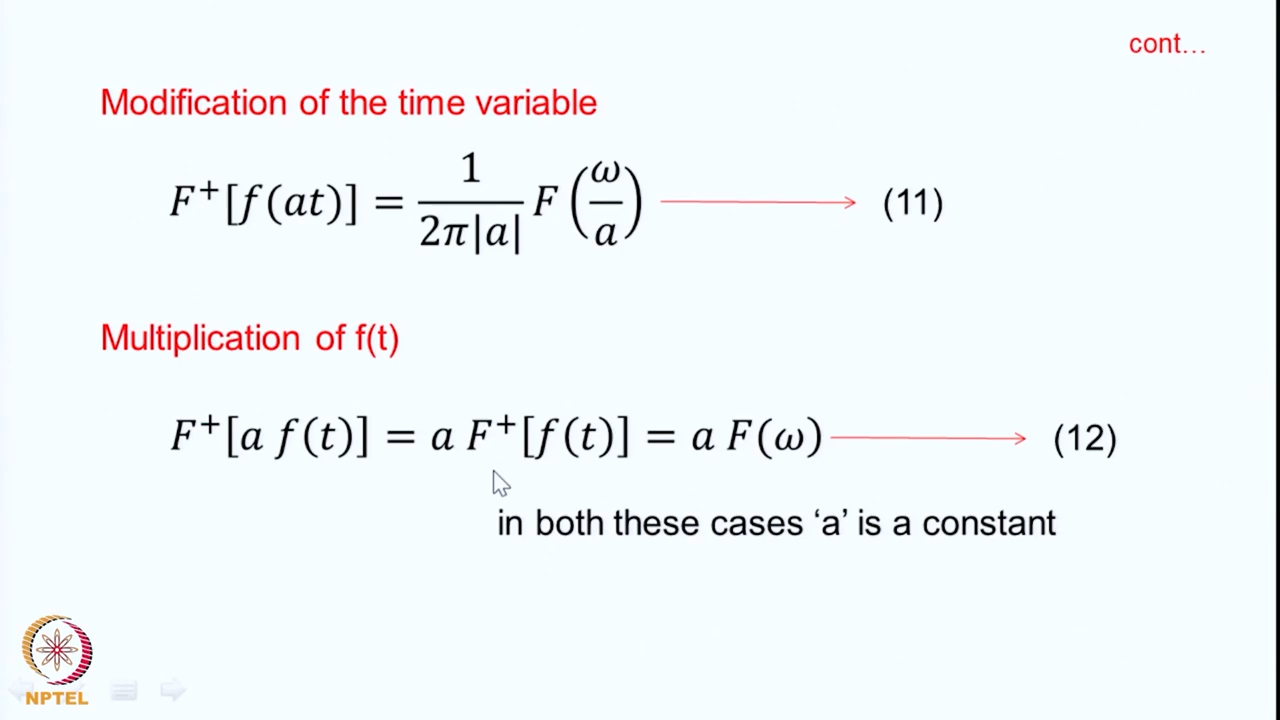 cont...
Modification of the time variable
F⁺[f(at)] = 1/(2π|a|) F(ω/a) → (11)
Multiplication of f(t)
F⁺[a f(t)] = a F⁺[f(t)] = a F(ω) → (12)
in both these cases ‘a’ is a constant
NPTEL